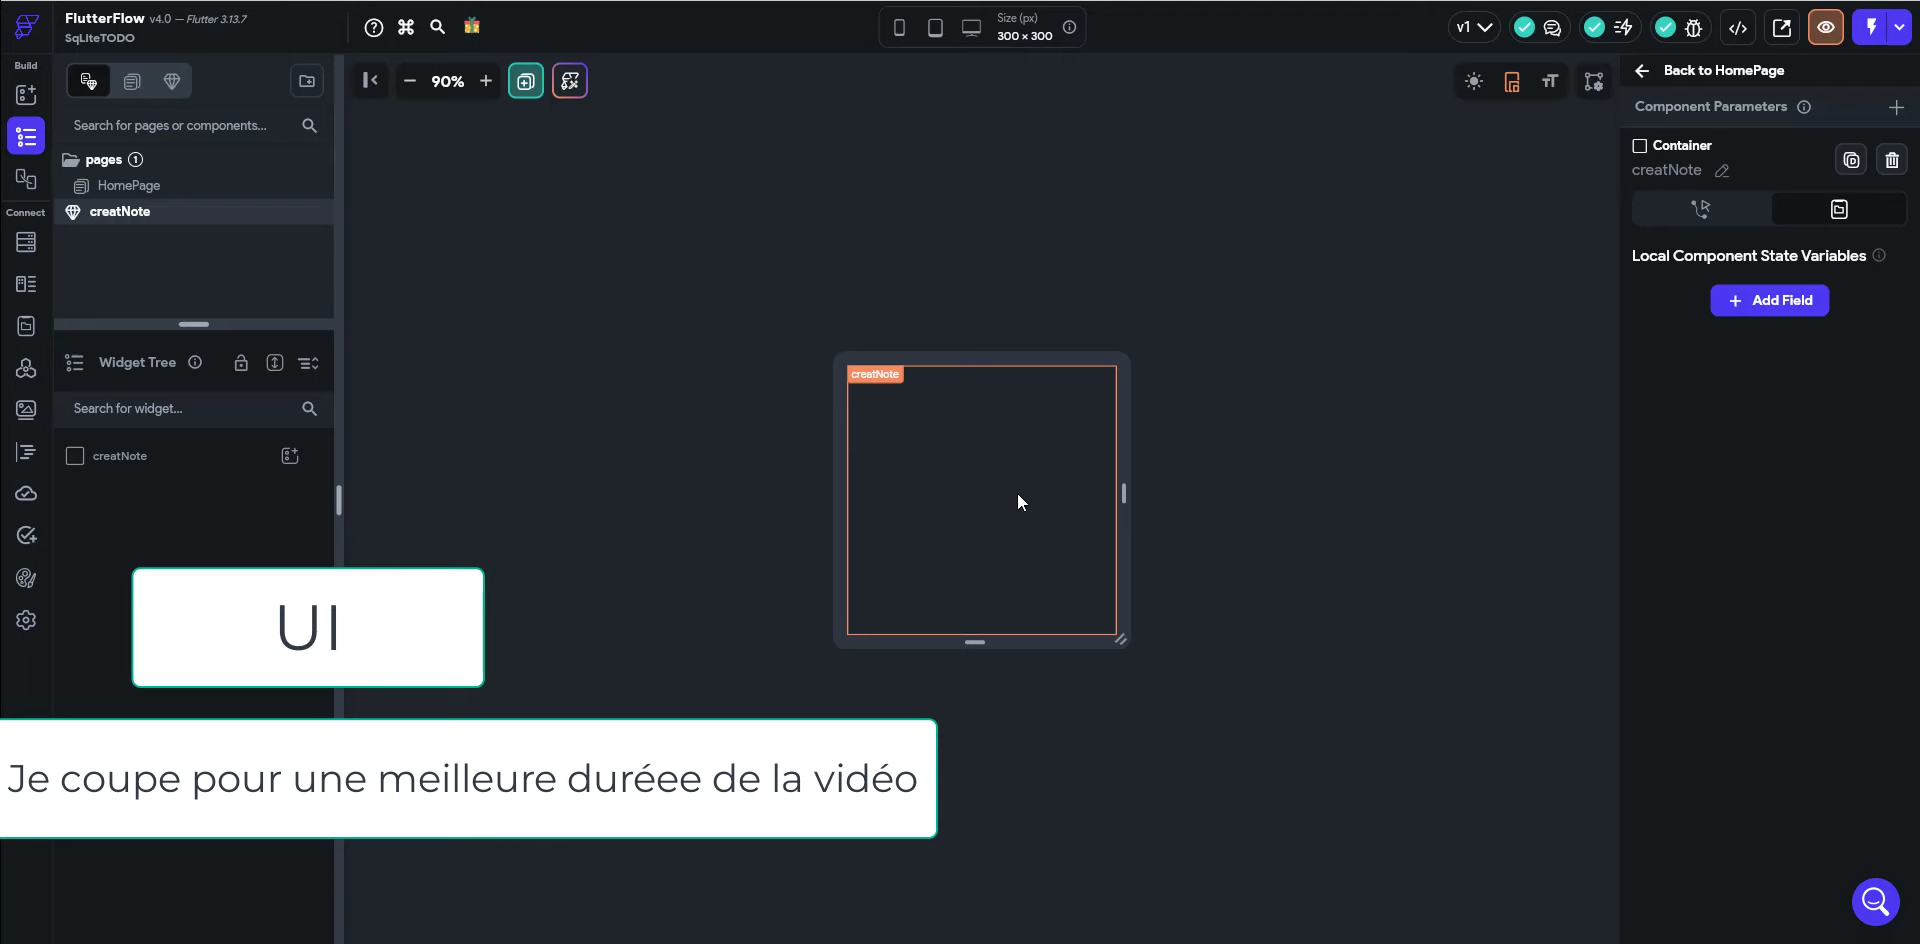 FlutterFlow v4.0 — Flutter 3.13.7
SqLiteTODO
Size (px)
300 × 300
v1
Build
90%
Back to HomePage
Component Parameters
Search for pages or components...
pages 1
HomePage
creatNote
Connect
Container
creatNote
Local Component State Variables
+ Add Field
Widget Tree
Search for widget...
creatNote
creatNote
UI
Je coupe pour une meilleure duréee de la vidéo